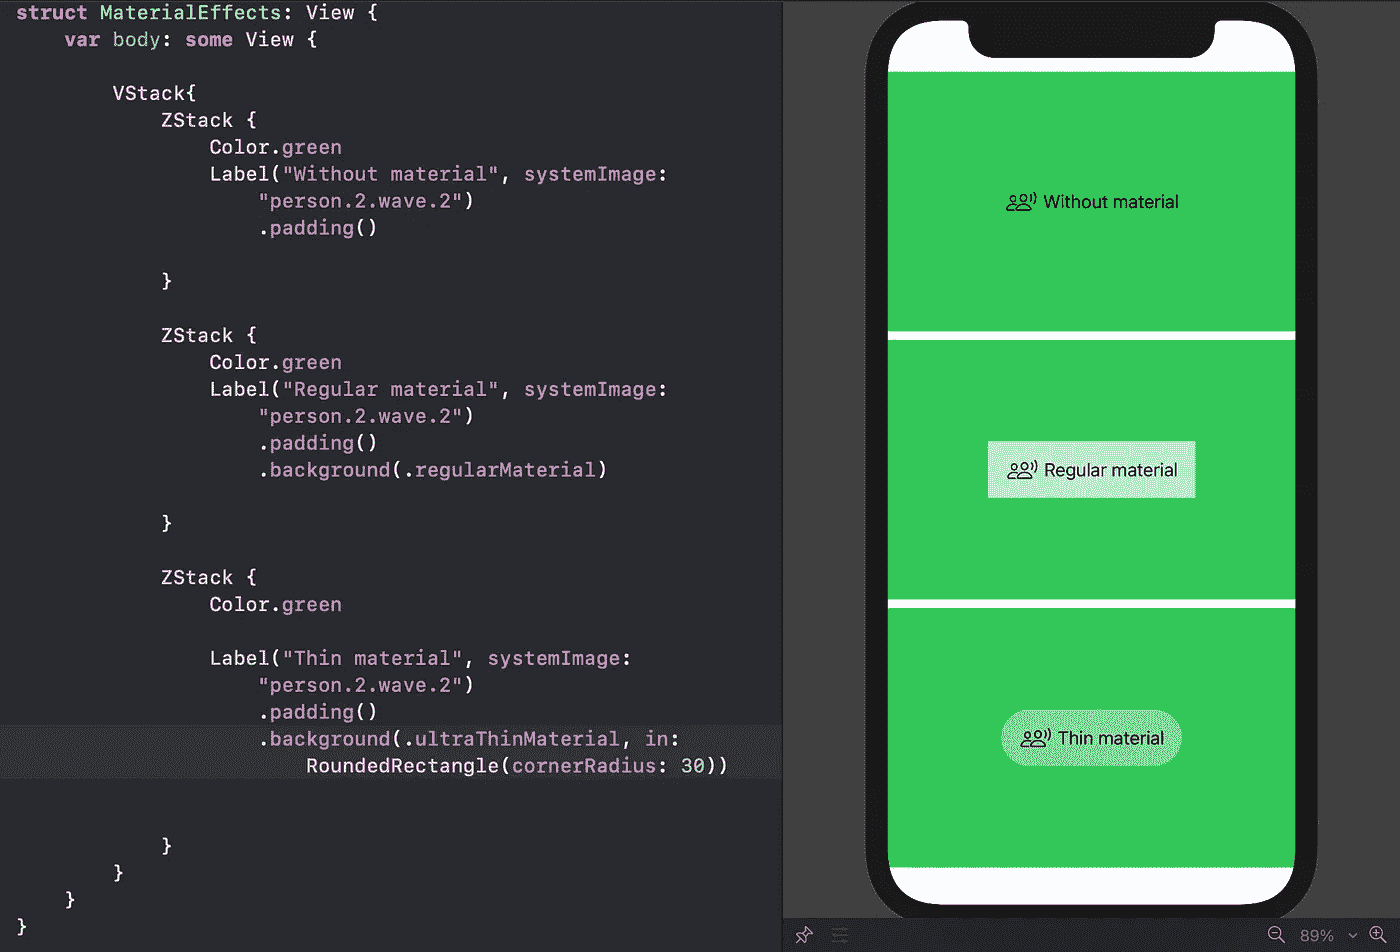 struct MaterialEffects: View {
var body: some View {
VStack{
ZStack {
Color.green
Label("Without material", systemImage:
"person.2.wave.2")
.padding()
}
ZStack {
Color.green
Label("Regular material", systemImage:
"person.2.wave.2")
.padding()
.background(.regularMaterial)
}
ZStack {
Color.green
Label("Thin material", systemImage:
"person.2.wave.2")
.padding()
.background(.ultraThinMaterial, in:
RoundedRectangle(cornerRadius: 30))
}
}
}
}
Without material
Regular material
Thin material
89%